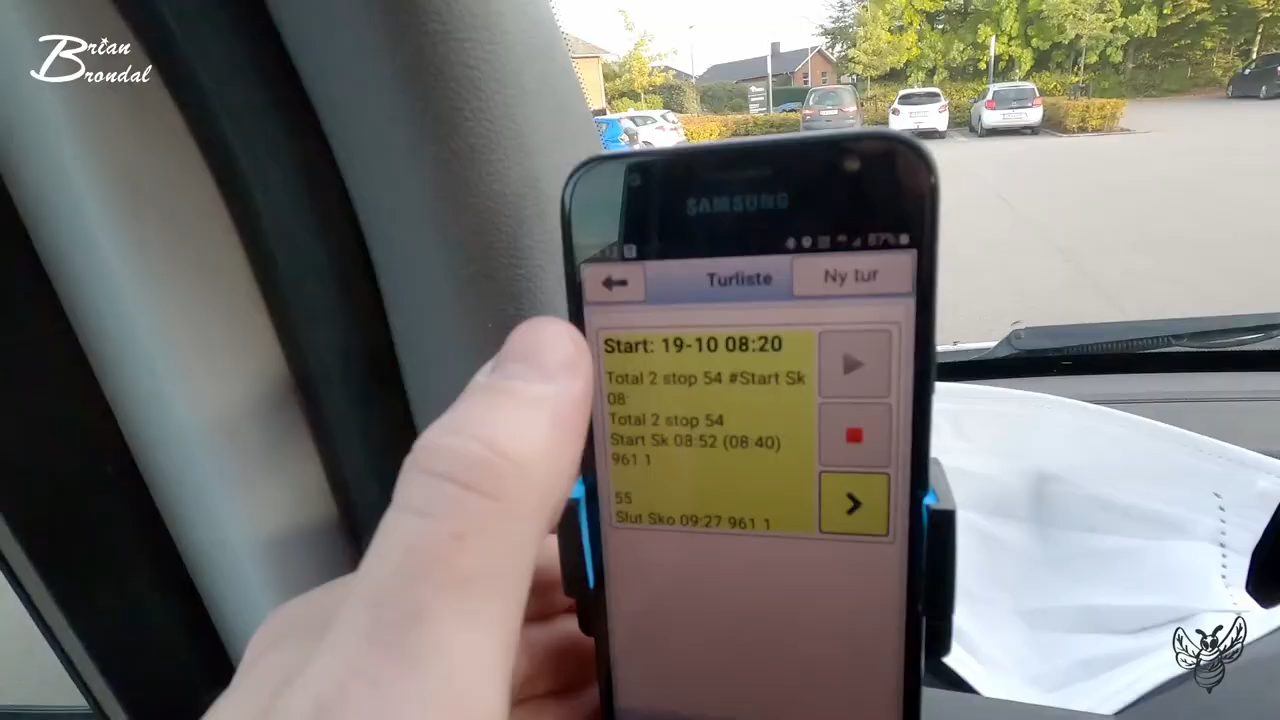 Brian
Brondal
SAMSUNG
87%
Turliste
Ny tur
Start: 19-10 08:20
Total 2 stop 54 #Start Sk
08
Total 2 stop 54
Start Sk 08:52 (08:40)
961 1
55
Slut Sko 09:27 961 1